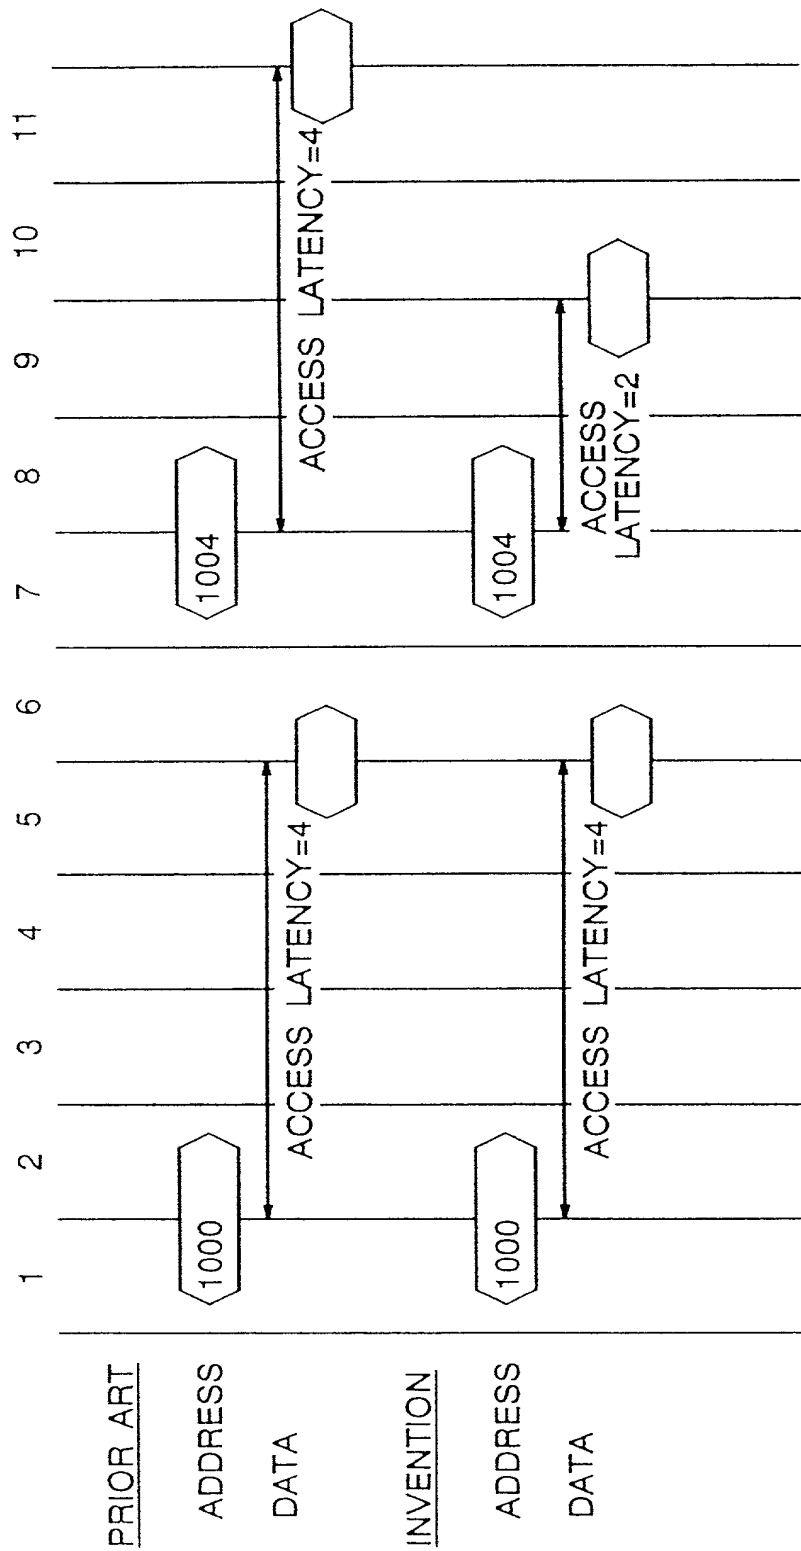 1 2 3 4 5 6 7 8 9 10 11
PRIOR ART
ADDRESS 1000 1004
DATA
ACCESS LATENCY=4 ACCESS LATENCY=4
INVENTION
ADDRESS 1000 1004
DATA
ACCESS LATENCY=4 ACCESS
LATENCY=2